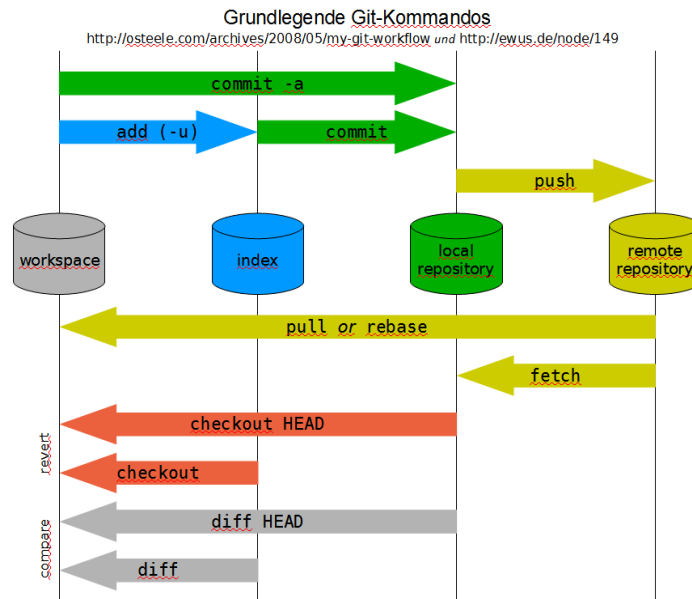 Grundlegende Git-Kommandos
http://osteele.com/archives/2008/05/my-git-workflow und http://ewus.de/node/149
commit -a
add (-u)
commit
push
workspace
index
local
repository
remote
repository
pull or rebase
fetch
revert
checkout HEAD
checkout
compare
diff HEAD
diff